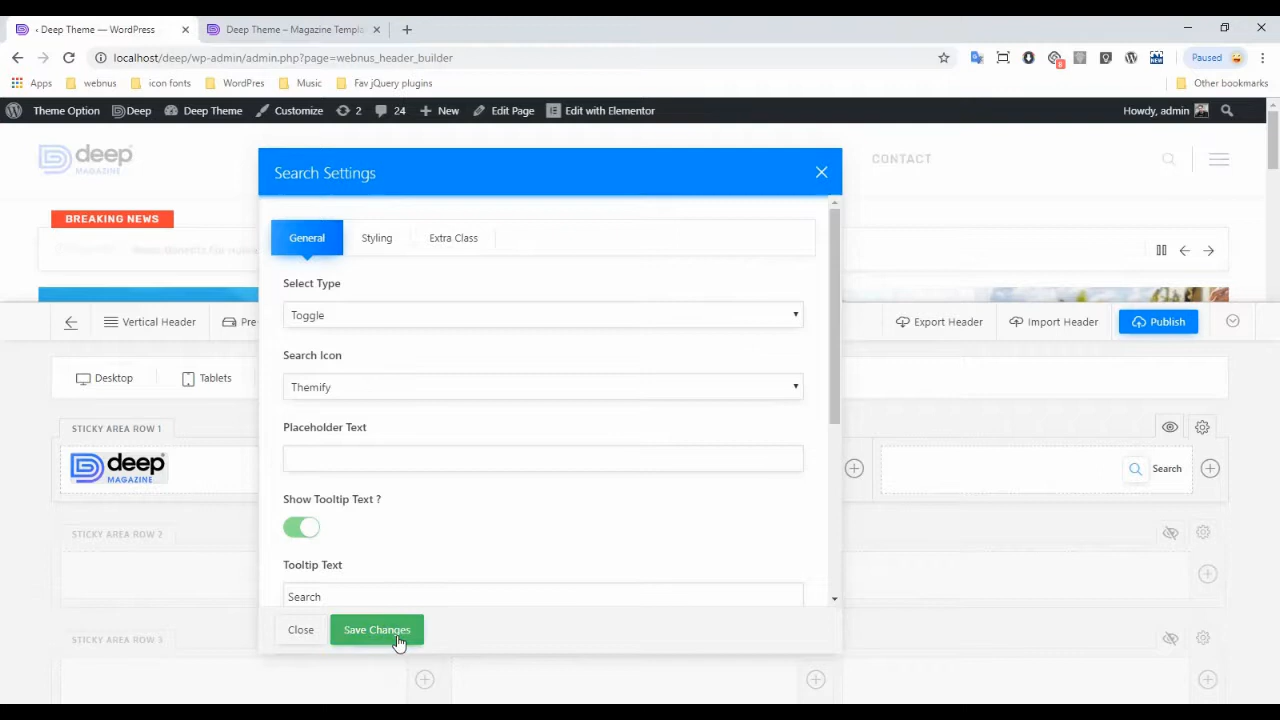 ‹ Deep Theme — WordPress
Deep Theme – Magazine Templa
localhost/deep/wp-admin/admin.php?page=webnus_header_builder
Paused
Apps
webnus
icon fonts
WordPres
Music
Fav jQuery plugins
Other bookmarks
Theme Option
Deep
Deep Theme
Customize
2
24
New
Edit Page
Edit with Elementor
Howdy, admin
deep
MAGAZINE
CONTACT
BREAKING NEWS
Search Settings
General
Styling
Extra Class
Select Type
Toggle
Search Icon
Themify
Placeholder Text
Show Tooltip Text ?
Tooltip Text
Search
Close
Save Changes
Vertical Header
Pre
Export Header
Import Header
Publish
Desktop
Tablets
STICKY AREA ROW 1
deep
MAGAZINE
Search
STICKY AREA ROW 2
STICKY AREA ROW 3